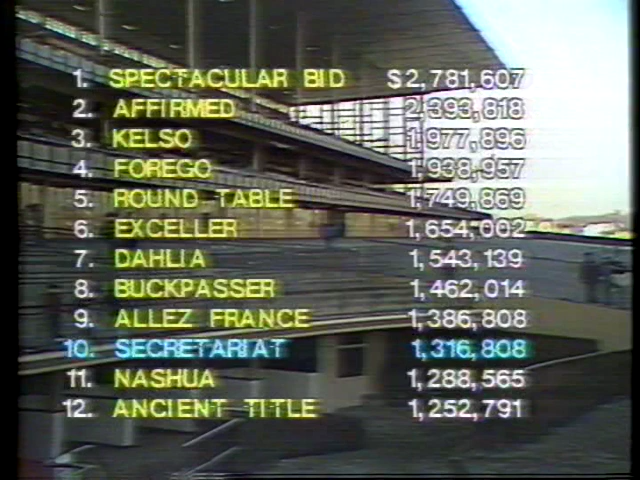 1. SPECTACULAR BID $2,781,607
2. AFFIRMED 2,393,818
3. KELSO 1,977,896
4. FOREGO 1,938,957
5. ROUND TABLE 1,749,869
6. EXCELLER 1,654,002
7. DAHLIA 1,543,139
8. BUCKPASSER 1,462,014
9. ALLEZ FRANCE 1,386,808
10. SECRETARIAT 1,316,808
11. NASHUA 1,288,565
12. ANCIENT TITLE 1,252,791